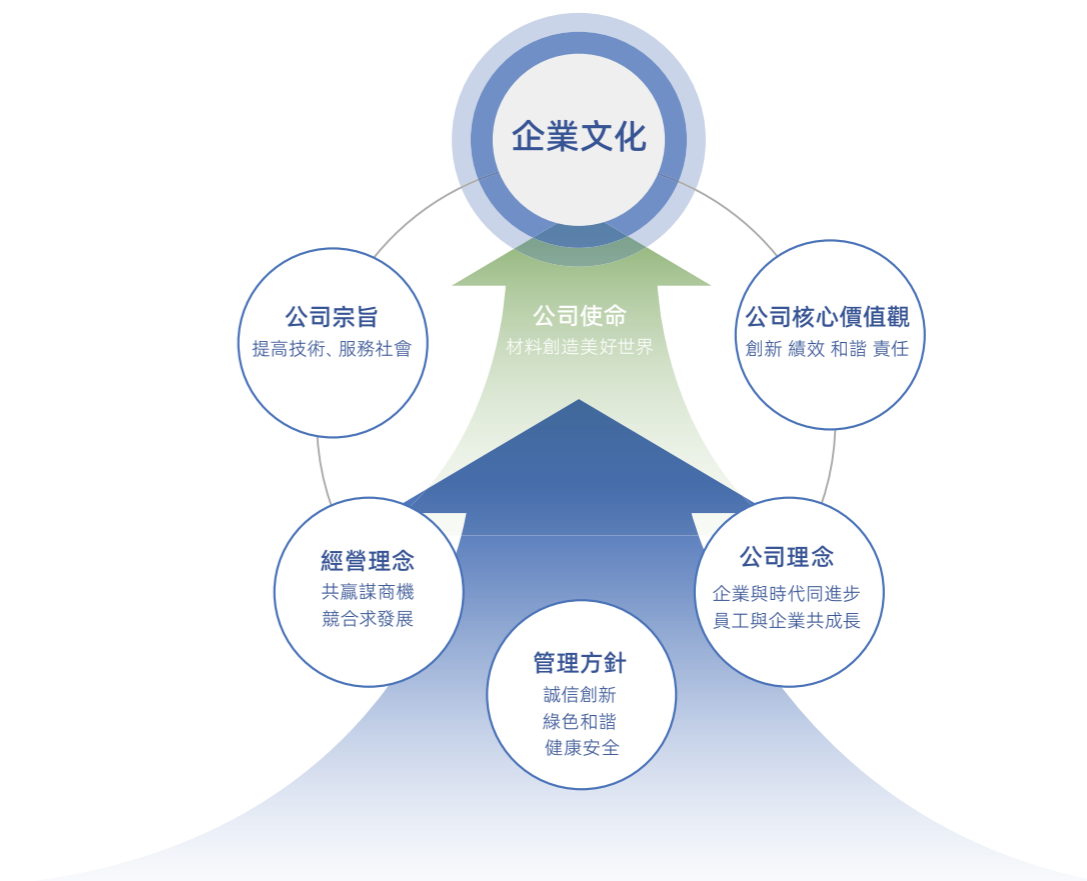 企業文化
公司使命
材料創造美好世界
公司宗旨
提高技術、服務社會
公司核心價值觀
創新 績效 和諧 責任
經營理念
共贏謀商機
競合求發展
公司理念
企業與時代同進步
員工與企業共成長
管理方針
誠信創新
綠色和諧
健康安全